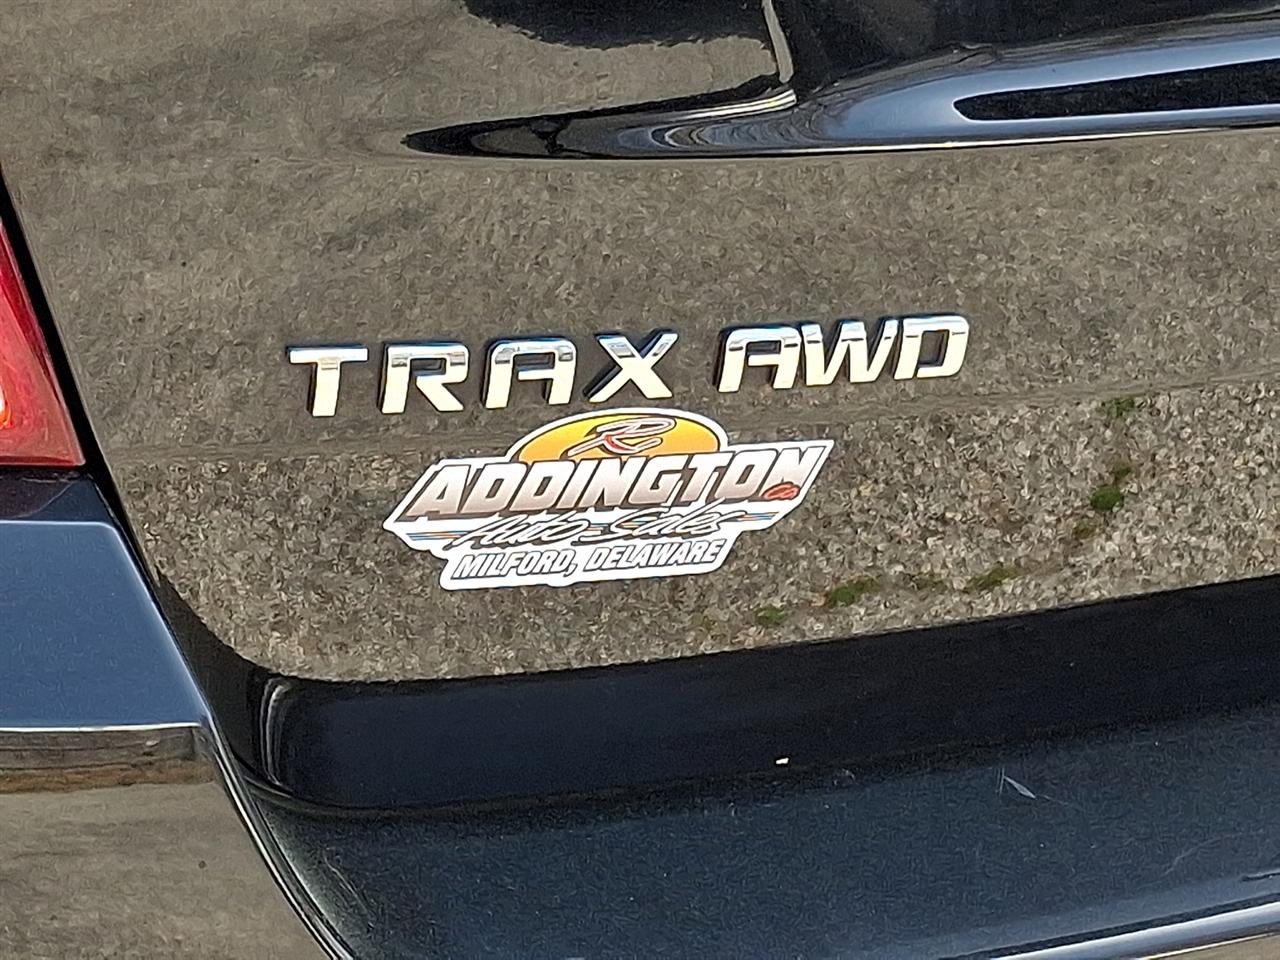 TRAX AWD
R
ADDINGTON
Auto Sales
MILFORD, DELAWARE